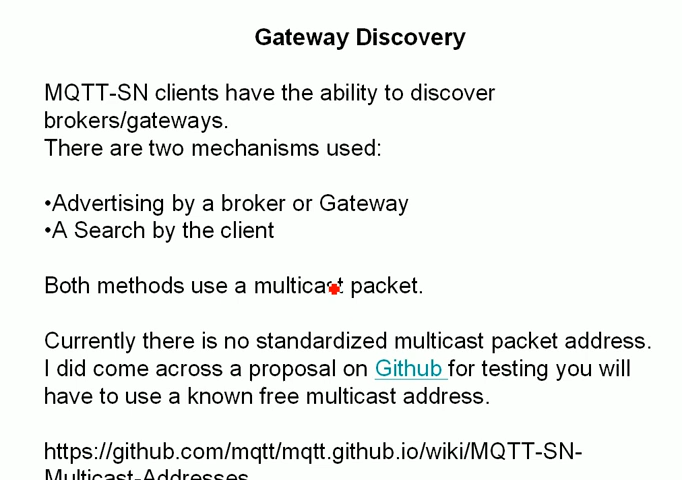 Gateway Discovery
MQTT-SN clients have the ability to discover
brokers/gateways.
There are two mechanisms used:
•Advertising by a broker or Gateway
•A Search by the client
Both methods use a multicast packet.
Currently there is no standardized multicast packet address.
I did come across a proposal on Github for testing you will
have to use a known free multicast address.
https://github.com/mqtt/mqtt.github.io/wiki/MQTT-SN-
Multicast-Addresses